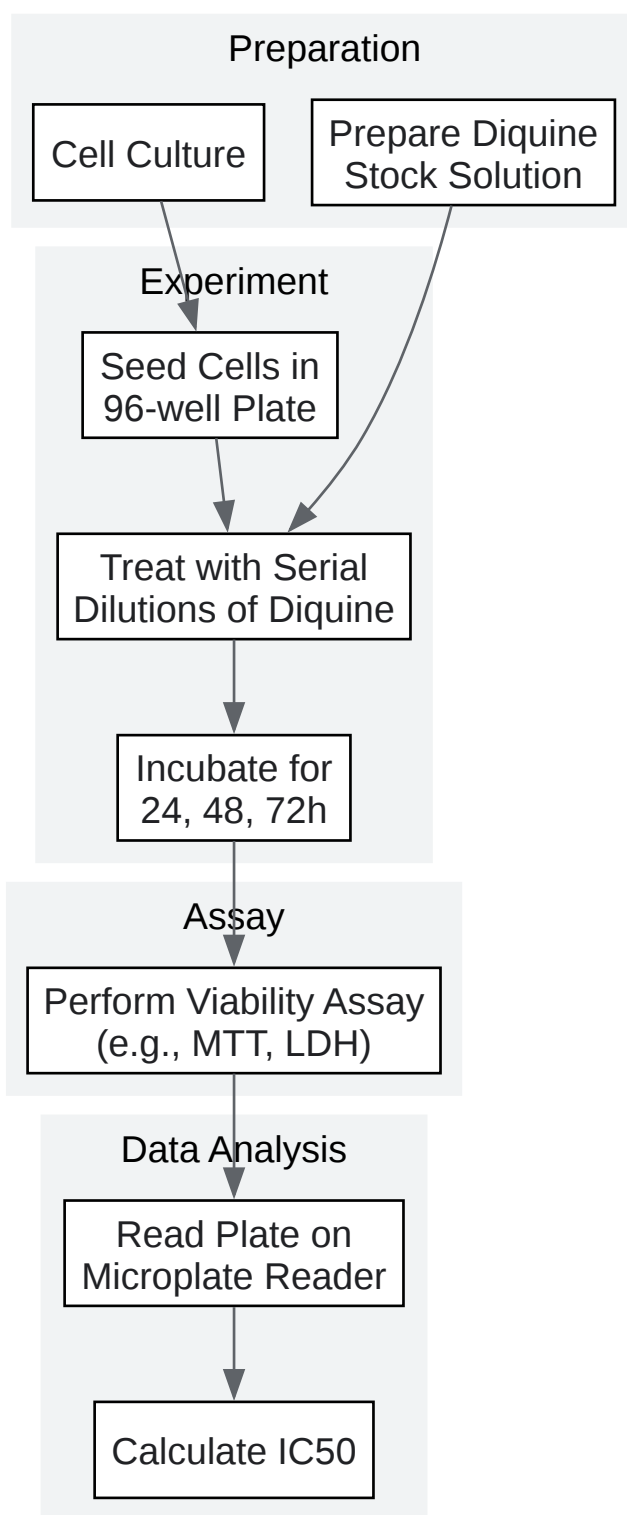 Preparation
Cell Culture
Prepare Diquine
Stock Solution
Experiment
Seed Cells in
96-well Plate
Treat with Serial
Dilutions of Diquine
Incubate for
24, 48, 72h
Assay
Perform Viability Assay
(e.g., MTT, LDH)
Data Analysis
Read Plate on
Microplate Reader
Calculate IC50